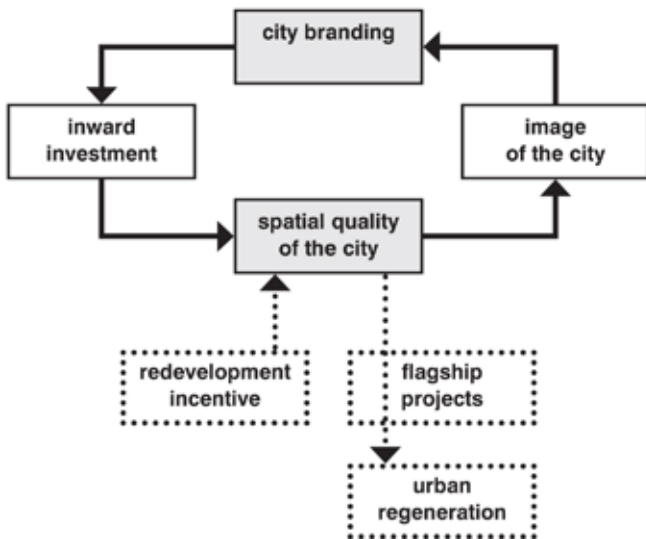 city branding
inward
investment
image
of the city
spatial quality
of the city
redevelopment
incentive
flagship
projects
urban
regeneration